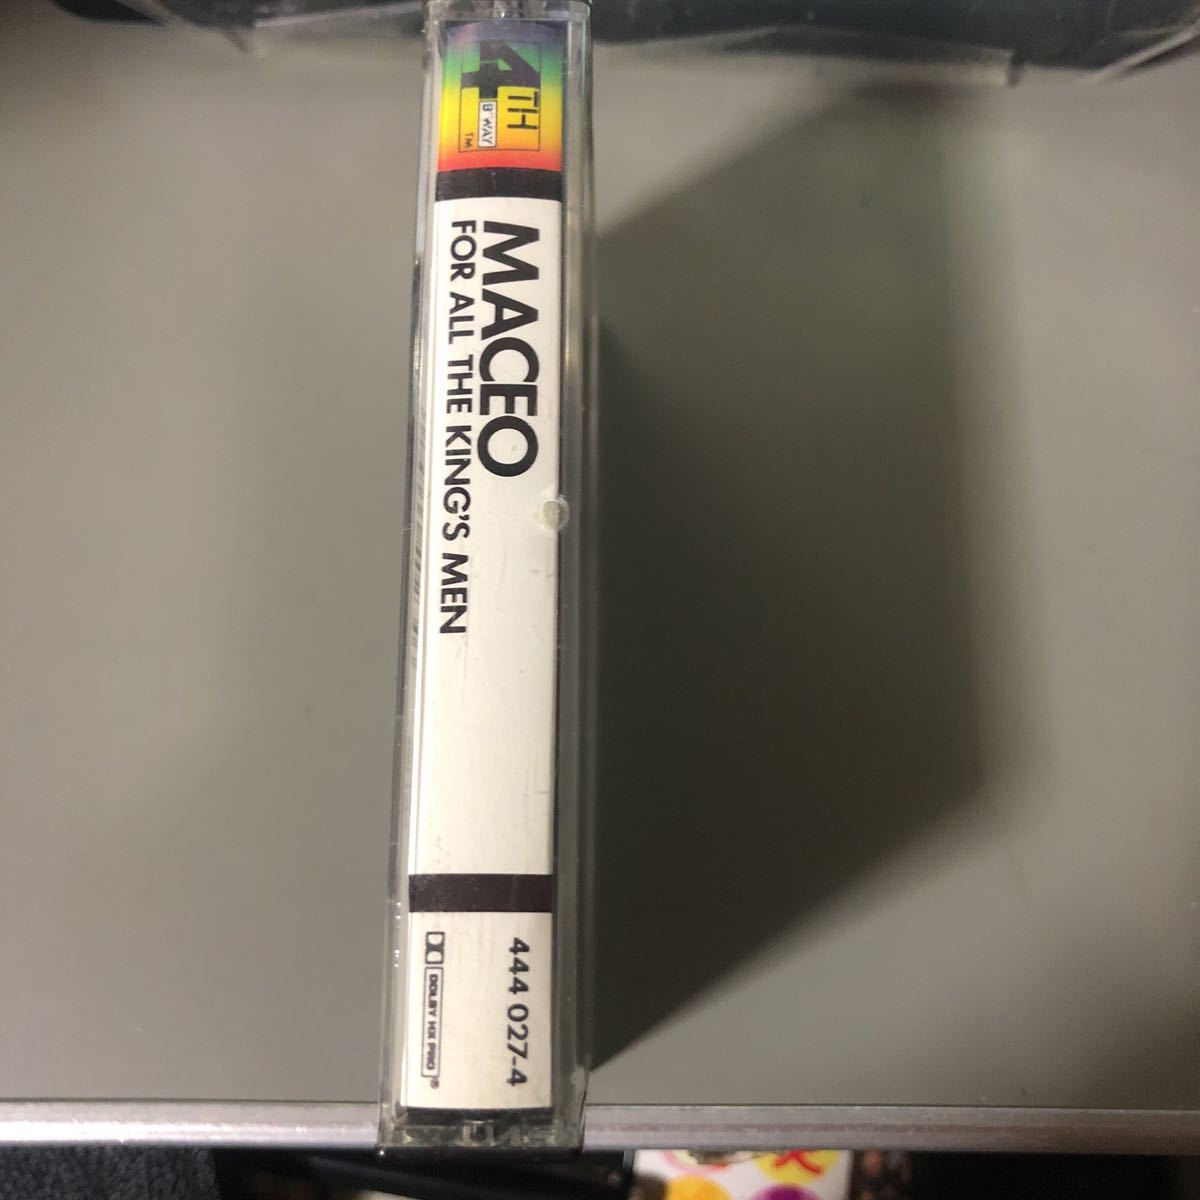 4TH
B'WAY
TM
MACEO
FOR ALL THE KING'S MEN
444 027-4
DOLBY HX PRO®